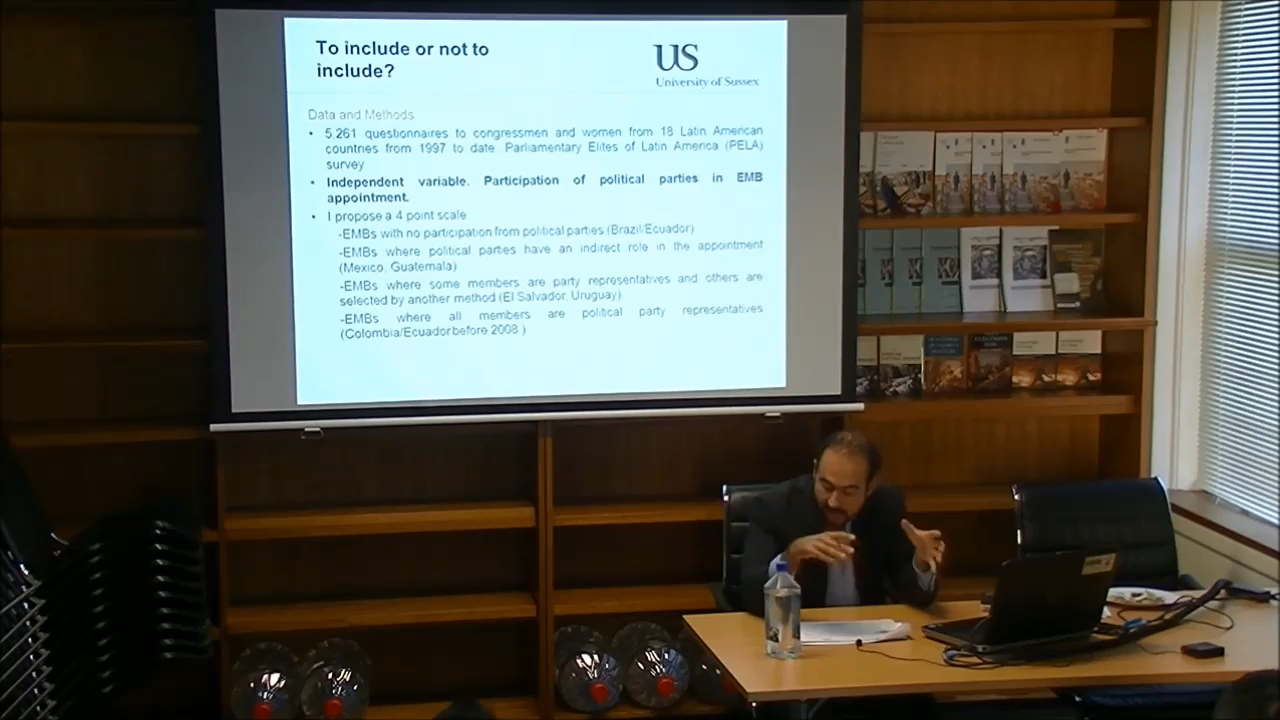 To include or not to
include?
US
University of Sussex
Data and Methods
• 5,261 questionnaires to congressmen and women from 18 Latin American
countries from 1997 to date Parliamentary Elites of Latin America (PELA)
survey
• Independent variable. Participation of political parties in EMB
appointment.
• I propose a 4 point scale
-EMBs with no participation from political parties (Brazil/Ecuador)
-EMBs where political parties have an indirect role in the appointment
(Mexico, Guatemala)
-EMBs where some members are party representatives and others are
selected by another method (El Salvador, Uruguay)
-EMBs where all members are political party representatives
(Colombia/Ecuador before 2008 )